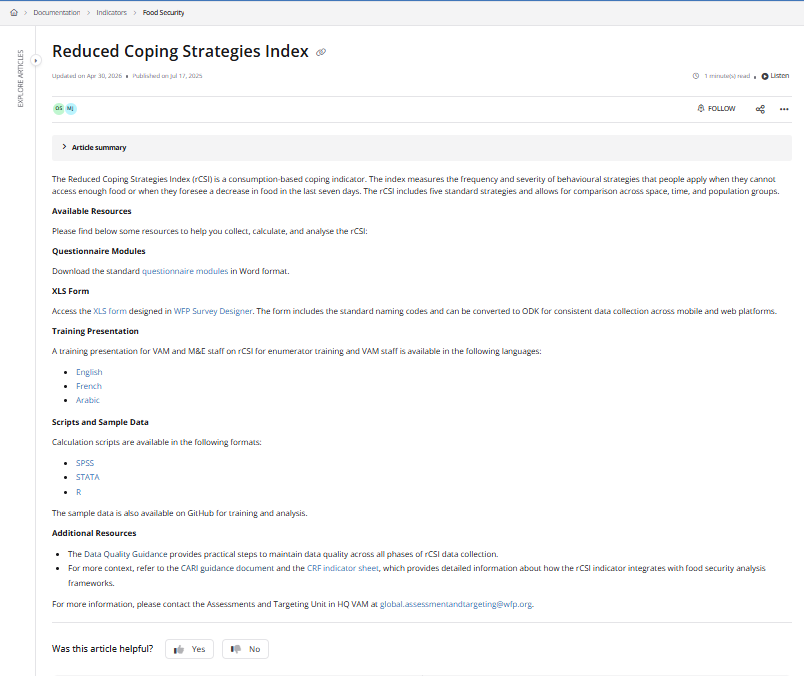 Documentation > Indicators > Food Security
EXPLORE ARTICLES
Reduced Coping Strategies Index
Updated on Apr 30, 2026 • Published on Jul 17, 2025
1 minute(s) read
Listen
OS
MJ
FOLLOW
Article summary
The Reduced Coping Strategies Index (rCSI) is a consumption-based coping indicator. The index measures the frequency and severity of behavioural strategies that people apply when they cannot
access enough food or when they foresee a decrease in food in the last seven days. The rCSI includes five standard strategies and allows for comparison across space, time, and population groups.
Available Resources
Please find below some resources to help you collect, calculate, and analyse the rCSI:
Questionnaire Modules
Download the standard questionnaire modules in Word format.
XLS Form
Access the XLS form designed in WFP Survey Designer. The form includes the standard naming codes and can be converted to ODK for consistent data collection across mobile and web platforms.
Training Presentation
A training presentation for VAM and M&E staff on rCSI for enumerator training and VAM staff is available in the following languages:
• English
• French
• Arabic
Scripts and Sample Data
Calculation scripts are available in the following formats:
• SPSS
• STATA
• R
The sample data is also available on GitHub for training and analysis.
Additional Resources
• The Data Quality Guidance provides practical steps to maintain data quality across all phases of rCSI data collection.
• For more context, refer to the CARI guidance document and the CRF indicator sheet, which provides detailed information about how the rCSI indicator integrates with food security analysis
frameworks.
For more information, please contact the Assessments and Targeting Unit in HQ VAM at global.assessmentandtargeting@wfp.org.
Was this article helpful?
Yes
No